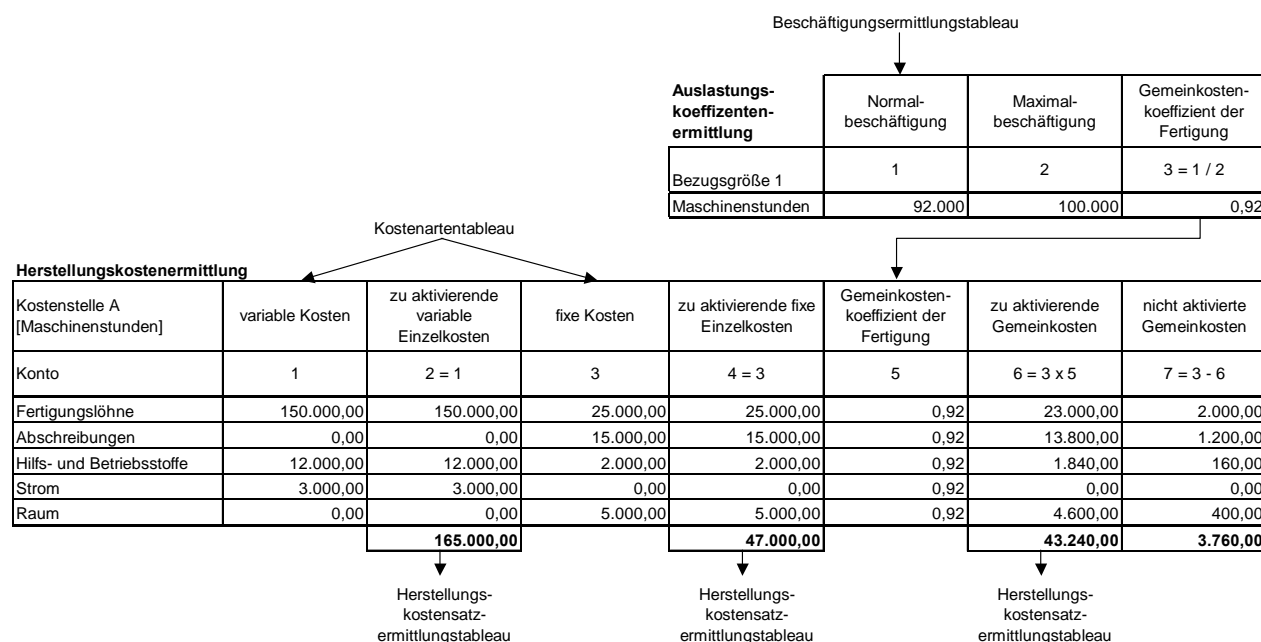 Beschäftigungsermittlungstableau
Auslastungs-
koeffizenten-
ermittlung
Normal-
beschäftigung
Maximal-
beschäftigung
Gemeinkosten-
koeffizient der
Fertigung
Bezugsgröße 1
1
2
3 = 1 / 2
Maschinenstunden 92.000 100.000 0,92
Kostenartentableau
Herstellungskostenermittlung
Kostenstelle A
[Maschinenstunden]
variable Kosten
zu aktivierende
variable
Einzelkosten
fixe Kosten
zu aktivierende fixe
Einzelkosten
Gemeinkosten-
koeffizient der
Fertigung
zu aktivierende
Gemeinkosten
nicht aktivierte
Gemeinkosten
Konto 1 2 = 1 3 4 = 3 5 6 = 3 x 5 7 = 3 - 6
Fertigungslöhne 150.000,00 150.000,00 25.000,00 25.000,00 0,92 23.000,00 2.000,00
Abschreibungen 0,00 0,00 15.000,00 15.000,00 0,92 13.800,00 1.200,00
Hilfs- und Betriebsstoffe 12.000,00 12.000,00 2.000,00 2.000,00 0,92 1.840,00 160,00
Strom 3.000,00 3.000,00 0,00 0,00 0,92 0,00 0,00
Raum 0,00 0,00 5.000,00 5.000,00 0,92 4.600,00 400,00
165.000,00 47.000,00 43.240,00 3.760,00
Herstellungs-
kostensatz-
ermittlungstableau
Herstellungs-
kostensatz-
ermittlungstableau
Herstellungs-
kostensatz-
ermittlungstableau